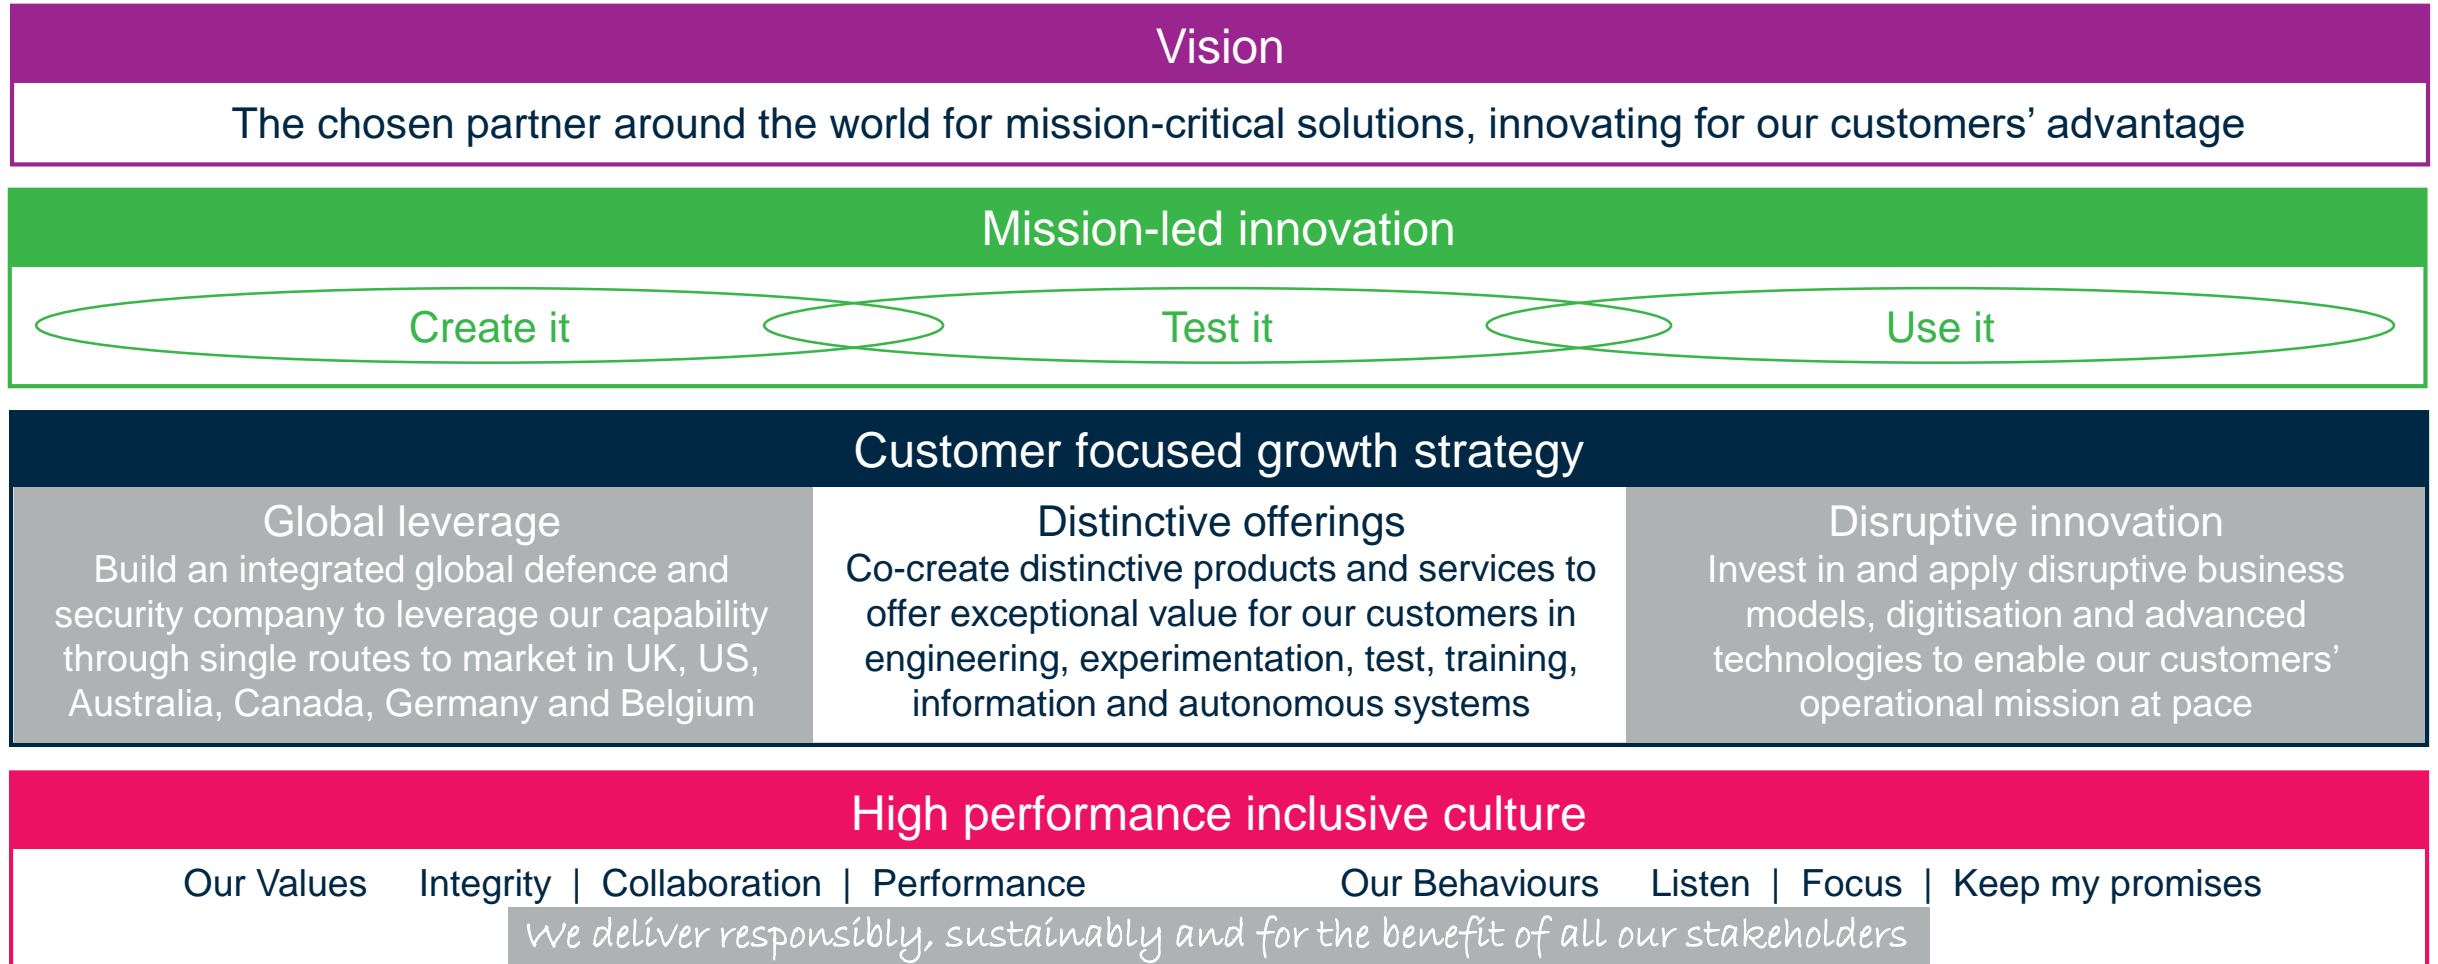 Vision
The chosen partner around the world for mission-critical solutions, innovating for our customers’ advantage
Mission-led innovation
Create it
Test it
Use it
Customer focused growth strategy
Global leverage
Build an integrated global defence and
security company to leverage our capability
through single routes to market in UK, US,
Australia, Canada, Germany and Belgium
Distinctive offerings
Co-create distinctive products and services to
offer exceptional value for our customers in
engineering, experimentation, test, training,
information and autonomous systems
Disruptive innovation
Invest in and apply disruptive business
models, digitisation and advanced
technologies to enable our customers’
operational mission at pace
High performance inclusive culture
Our Values Integrity | Collaboration | Performance
Our Behaviours Listen | Focus | Keep my promises
We deliver responsibly, sustainably and for the benefit of all our stakeholders